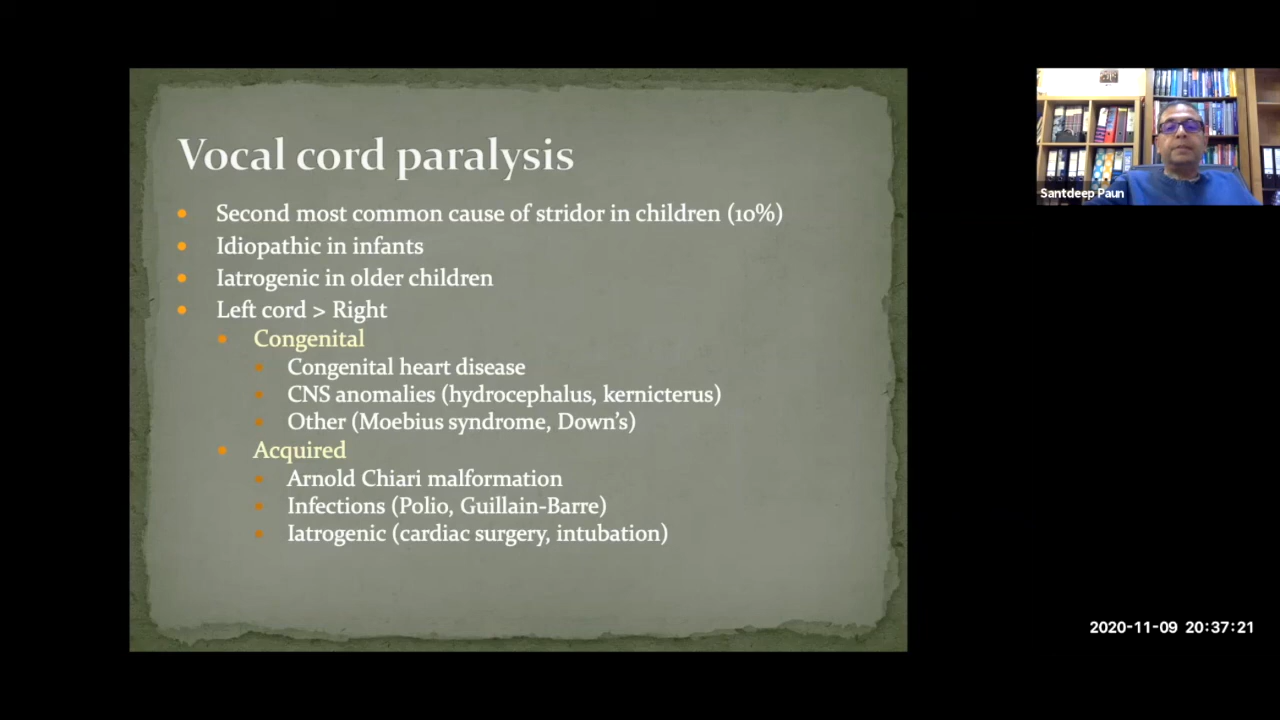 Vocal cord paralysis
• Second most common cause of stridor in children (10%)
• Idiopathic in infants
• Iatrogenic in older children
• Left cord > Right
• Congenital
• Congenital heart disease
• CNS anomalies (hydrocephalus, kernicterus)
• Other (Moebius syndrome, Down's)
• Acquired
• Arnold Chiari malformation
• Infections (Polio, Guillain-Barre)
• Iatrogenic (cardiac surgery, intubation)
Santdeep Paun
2020-11-09 20:37:21